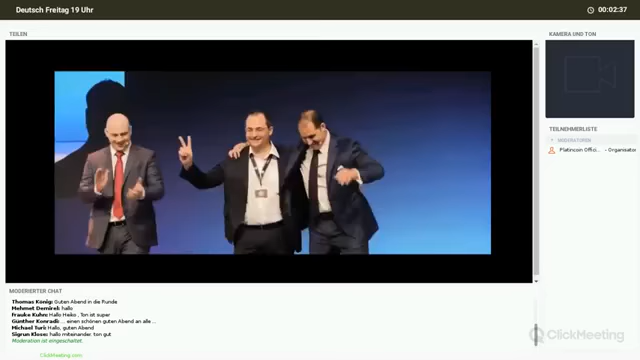 Deutsch Freitag 19 Uhr
00:02:37
TEILEN
KAMERA UND TON
TEILNEHMERLISTE
MODERATOREN
Platincoin Offici... - Organisator
MODERIERTER CHAT
Thomas König: Guten Abend in die Runde
Mehmet Demirel: hallo
Frauke Kuhn: Hallo Heiko , Ton ist super
Günther Konradi: ... einen schönen guten Abend an alle ...
Michael Turi: Hallo, guten Abend
Sigrun Klose: hallo miteinander. ton gut
Moderation ist eingeschaltet.
ClickMeeting
ClickMeeting.com